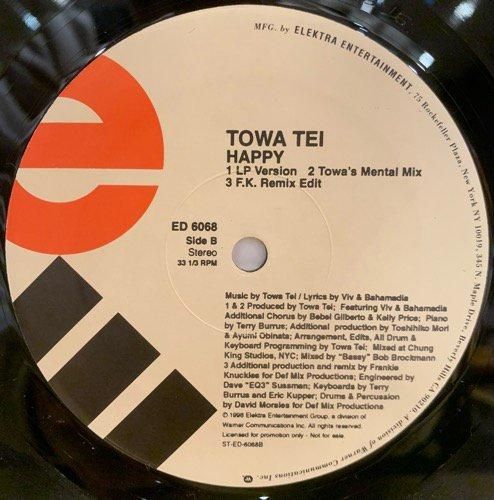 MFG. by ELEKTRA ENTERTAINMENT, 75 Rockefeller Plaza, New York NY 10019, 345 N. Maple Drive, Beverly Hills CA 90210. A division of Warner Communications Inc.
e
TOWA TEI
HAPPY
1 LP Version 2 Towa's Mental Mix
3 F.K. Remix Edit
ED 6068
Side B
Stereo
33 1/3 RPM
Music by Towa Tei / Lyrics by Viv & Bahamadia
1 & 2 Produced by Towa Tei; Featuring Viv & Bahamadia
Additional Chorus by Bebel Gilberto & Kelly Price; Piano
by Terry Burrus; Additional production by Toshihiko Mori
& Ayumi Obinata; Arrangement, Edits, All Drum &
Keyboard Programming by Towa Tei; Mixed at Chung
King Studios, NYC; Mixed by "Bassy" Bob Brockmann
3 Additional production and remix by Frankie
Knuckles for Def Mix Productions; Engineered by
Dave "EQ3" Sussman; Keyboards by Terry
Burrus and Eric Kupper; Drums & Percussion
by David Morales for Def Mix Productions
© 1998 Elektra Entertainment Group, a division of
Warner Communications Inc. All rights reserved.
Licensed for promotion only - Not for sale.
ST-ED-6068B